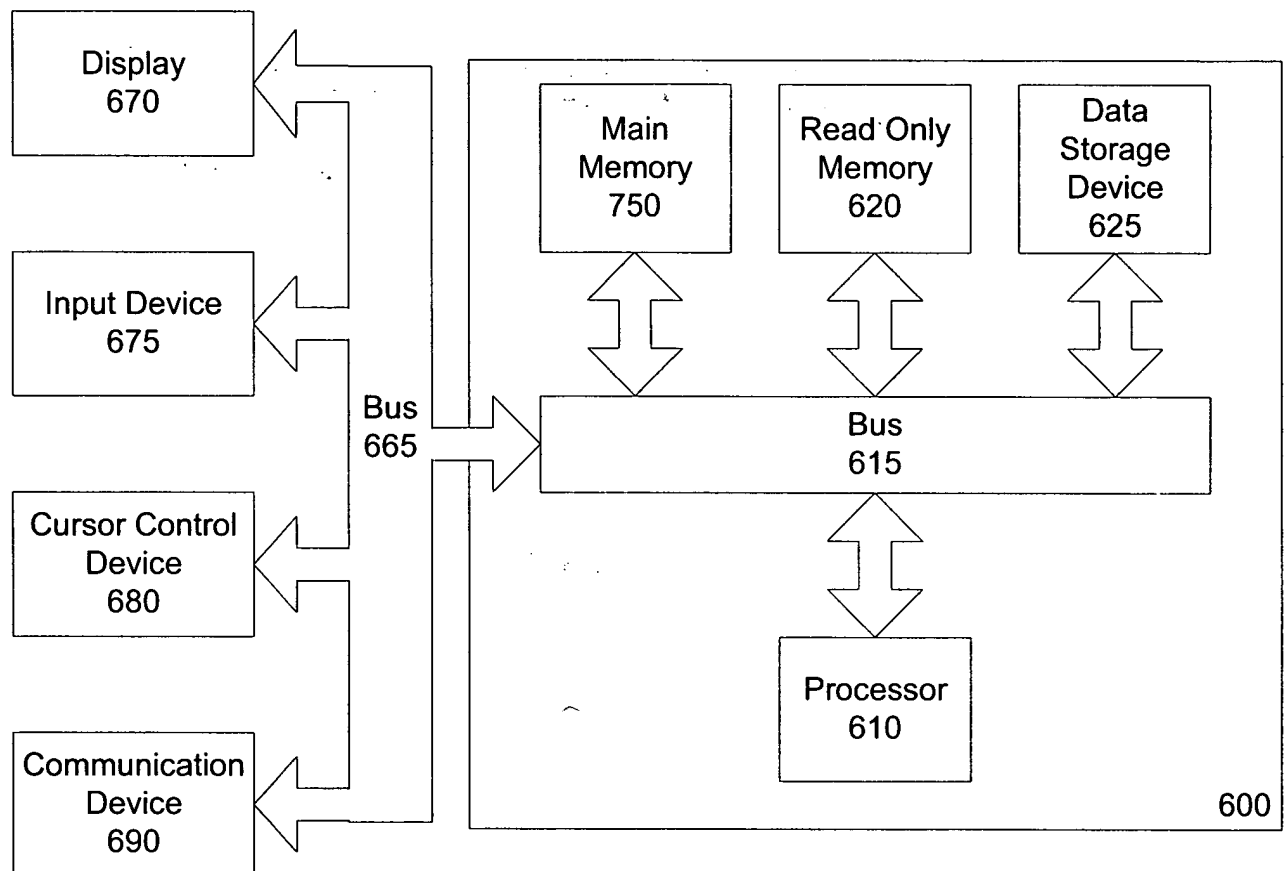 Display
670
Input Device
675
Cursor Control
Device
680
Communication
Device
690
Bus
665
Main
Memory
750
Read Only
Memory
620
Data
Storage
Device
625
Bus
615
Processor
610
600